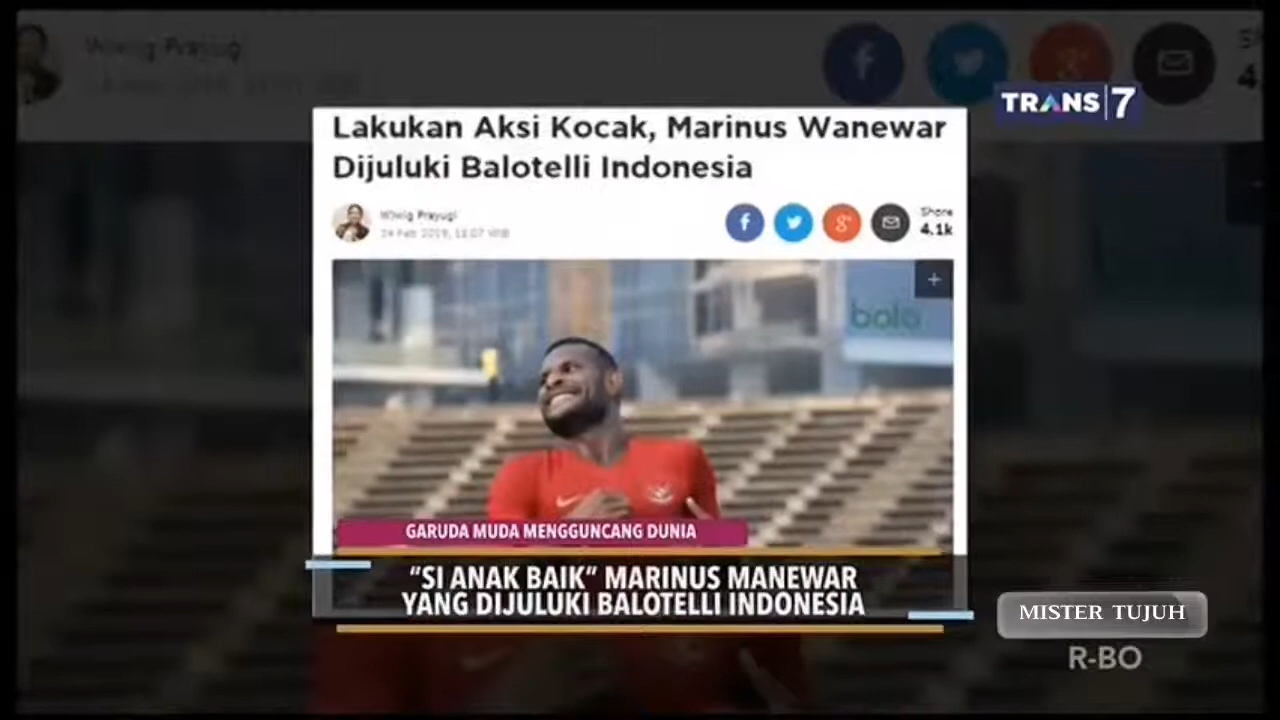 TRANS|7
Lakukan Aksi Kocak, Marinus Wanewar
Dijuluki Balotelli Indonesia
Wiwig Prayugi
24 Feb 2019, 11:07 WIB
Share
4.1k
bola
GARUDA MUDA MENGGUNCANG DUNIA
"SI ANAK BAIK" MARINUS MANEWAR
YANG DIJULUKI BALOTELLI INDONESIA
MISTER TUJUH
R-BO